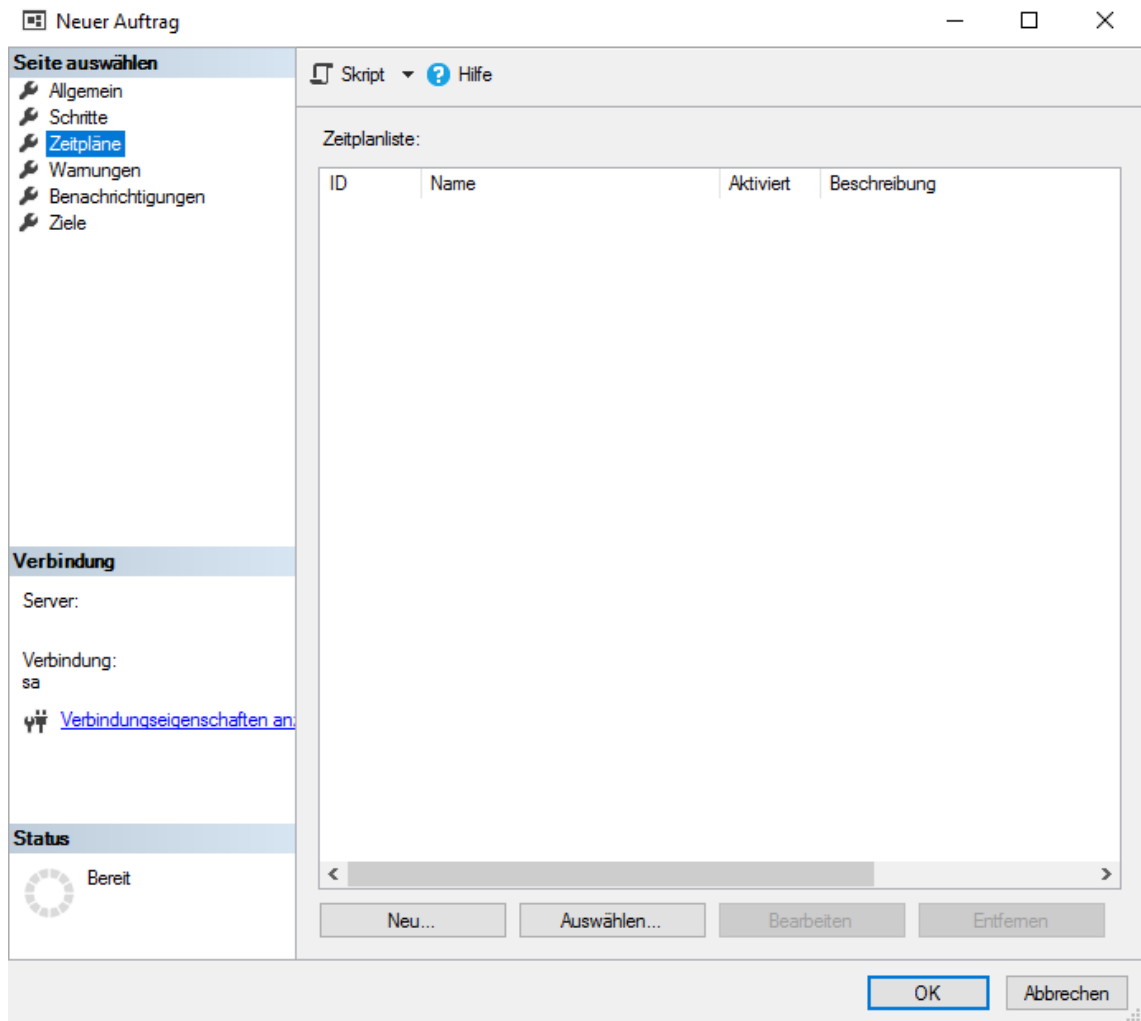 Neuer Auftrag
Seite auswählen
Allgemein
Schritte
Zeitpläne
Warnungen
Benachrichtigungen
Ziele
Skript
Hilfe
Zeitplanliste:
ID Name Aktiviert Beschreibung
Verbindung
Server:
Verbindung:
sa
Verbindungseigenschaften an
Status
Bereit
Neu...
Auswählen...
Bearbeiten
Entfernen
OK
Abbrechen